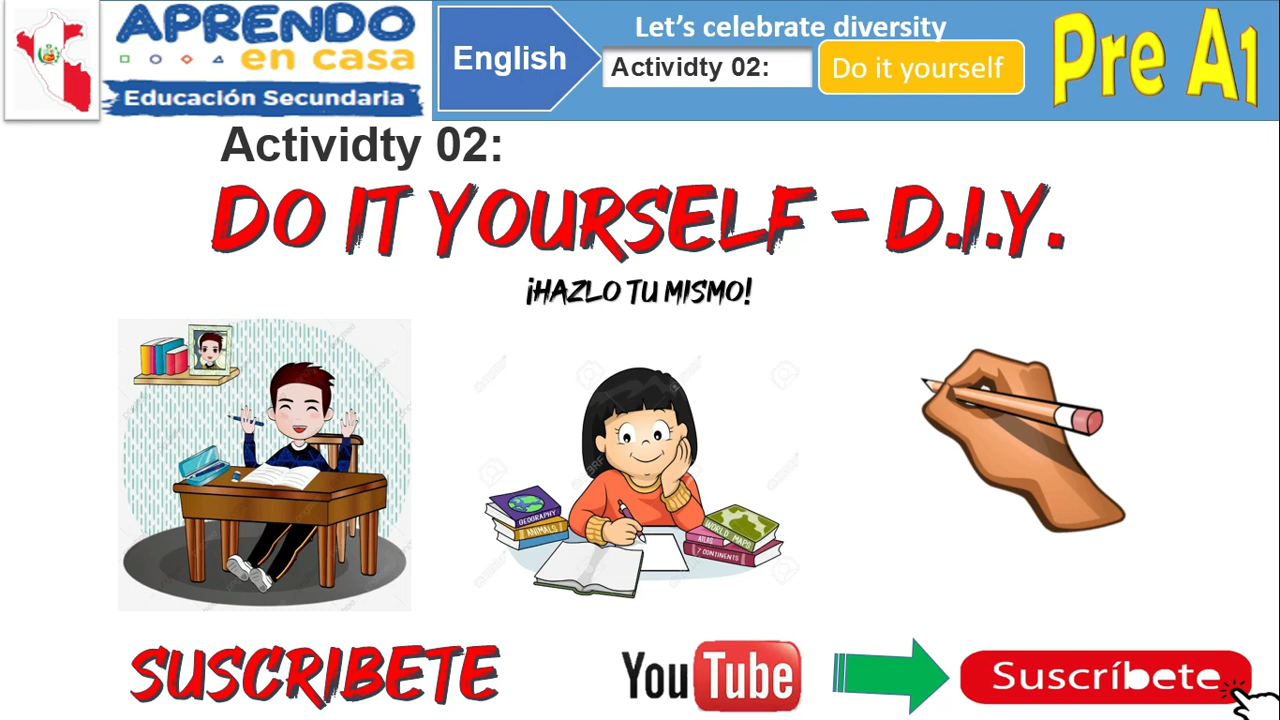 APRENDO
en casa
Educación Secundaria
English
Let's celebrate diversity
Actividty 02:
Do it yourself
Pre A1
Actividty 02:
DO IT YOURSELF - D.I.Y.
¡HAZLO TU MISMO!
GEOGRAPHY
ANIMALS
WORLD MAPS
ATLAS
7 CONTINENTS
SUSCRIBETE
YouTube
Suscríbete